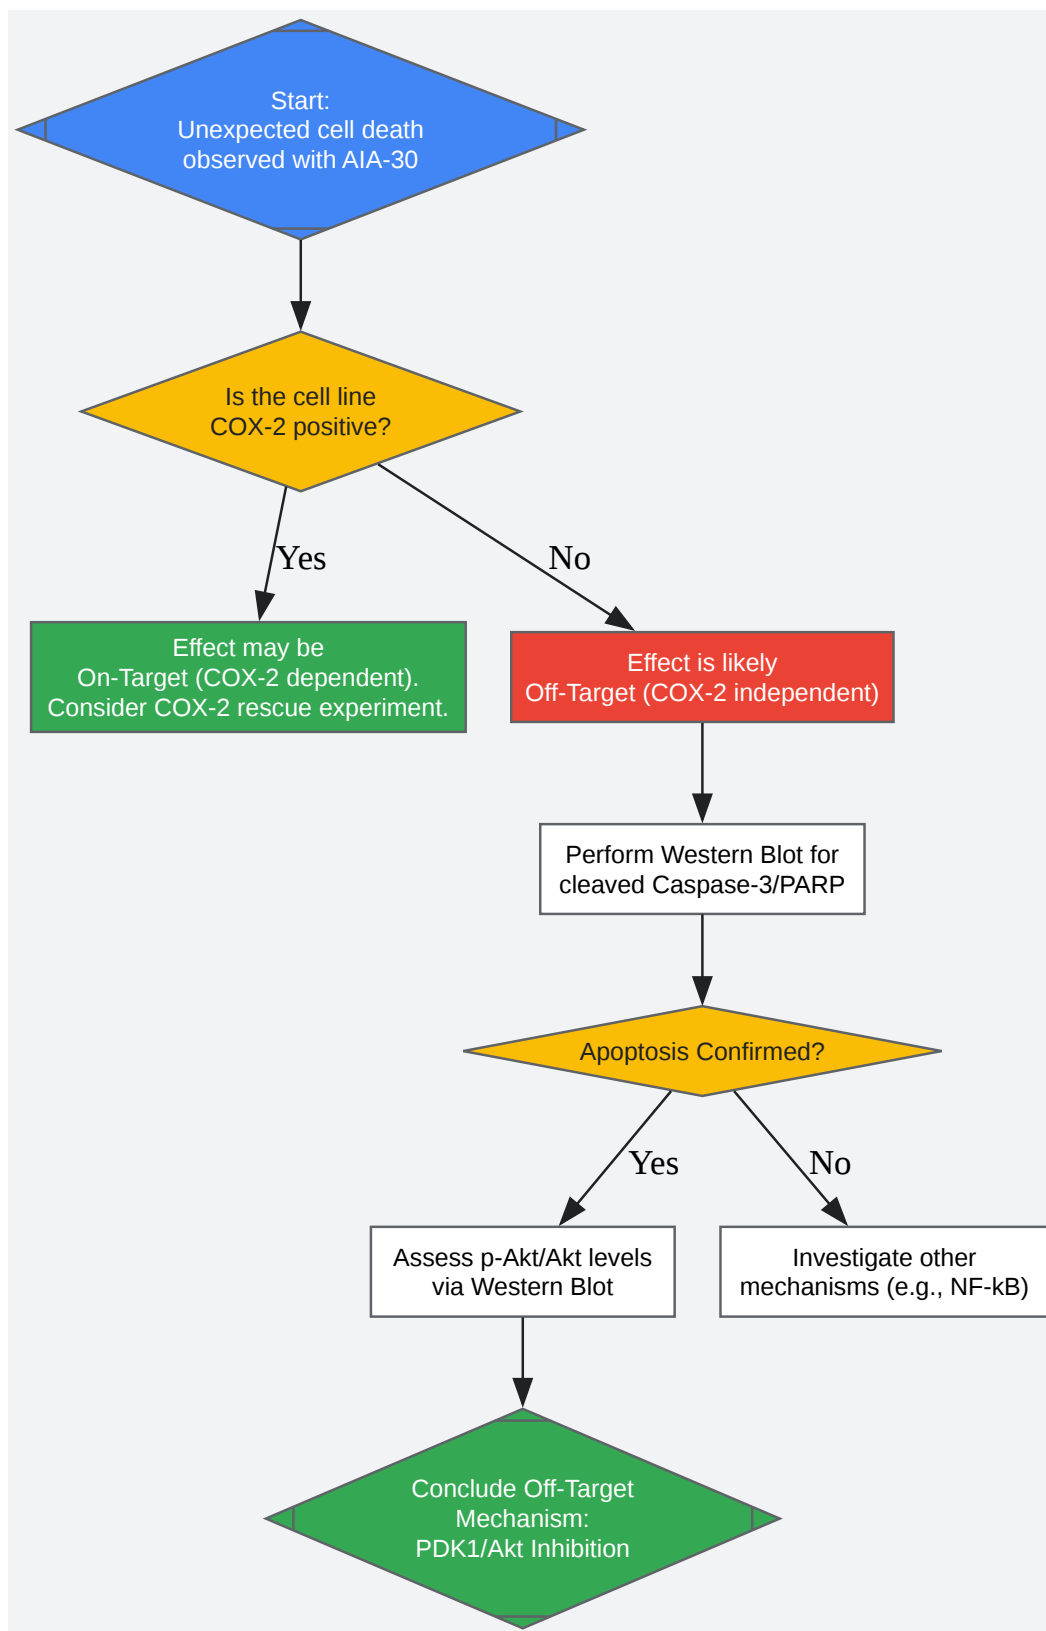 Start:
Unexpected cell death
observed with AIA-30
Is the cell line
COX-2 positive?
Yes
No
Effect may be
On-Target (COX-2 dependent).
Consider COX-2 rescue experiment.
Effect is likely
Off-Target (COX-2 independent)
Perform Western Blot for
cleaved Caspase-3/PARP
Apoptosis Confirmed?
Yes
No
Assess p-Akt/Akt levels
via Western Blot
Investigate other
mechanisms (e.g., NF-kB)
Conclude Off-Target
Mechanism:
PDK1/Akt Inhibition